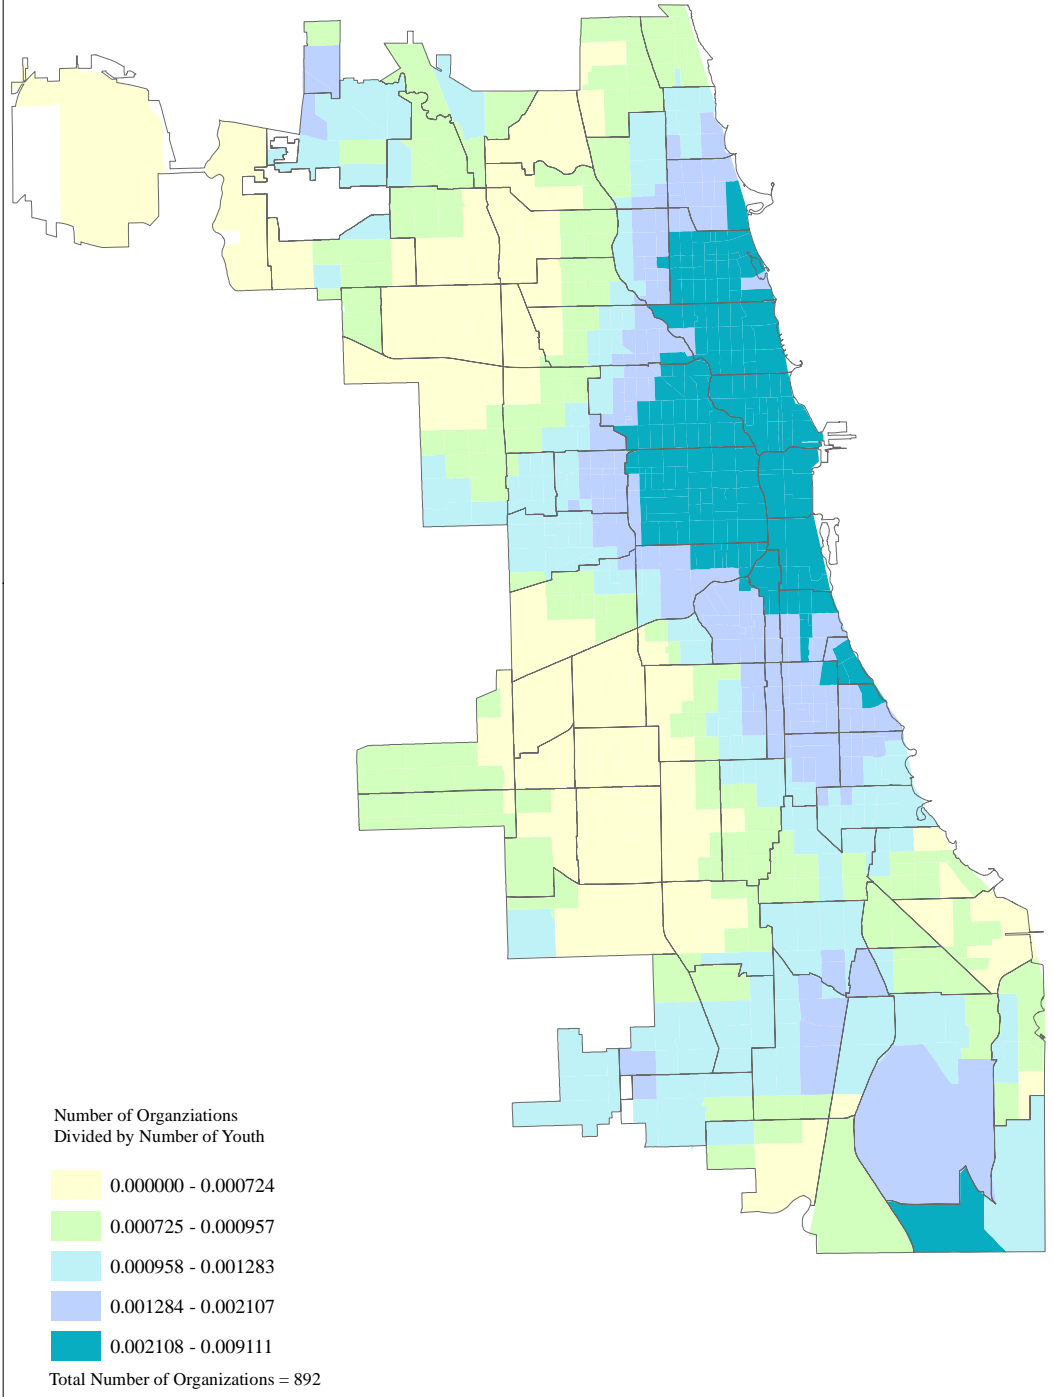 Number of Organziations
Divided by Number of Youth
0.000000 - 0.000724
0.000725 - 0.000957
0.000958 - 0.001283
0.001284 - 0.002107
0.002108 - 0.009111
Total Number of Organizations = 892